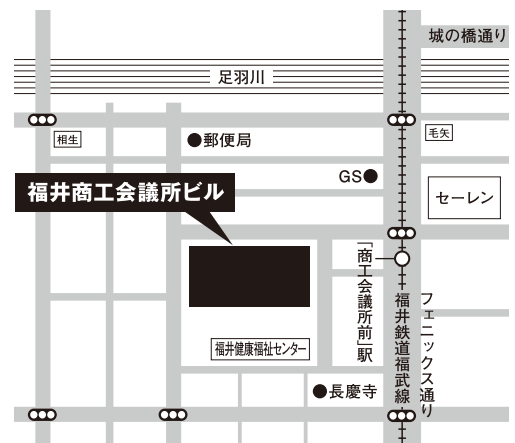 城の橋通り
足羽川
相生
●郵便局
毛矢
GS●
福井商工会議所ビル
セーレン
「商工会議所前」駅
福井鉄道福武線
フェニックス通り
福井健康福祉センター
●長慶寺